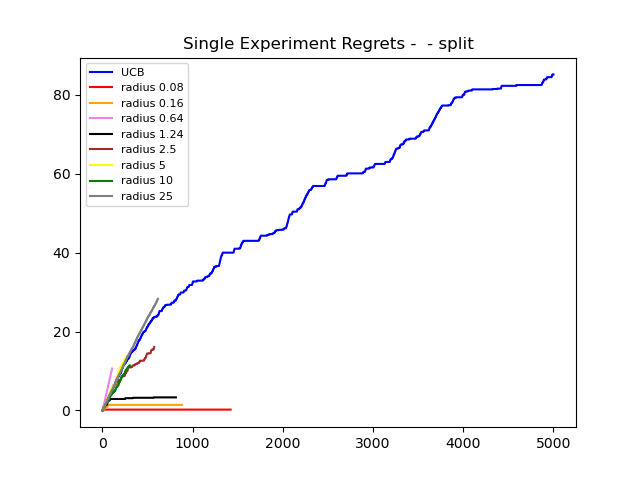 Single Experiment Regrets -  - split
UCB
radius 0.08
radius 0.16
radius 0.64
radius 1.24
radius 2.5
radius 5
radius 10
radius 25
80
60
40
20
0
0 1000 2000 3000 4000 5000